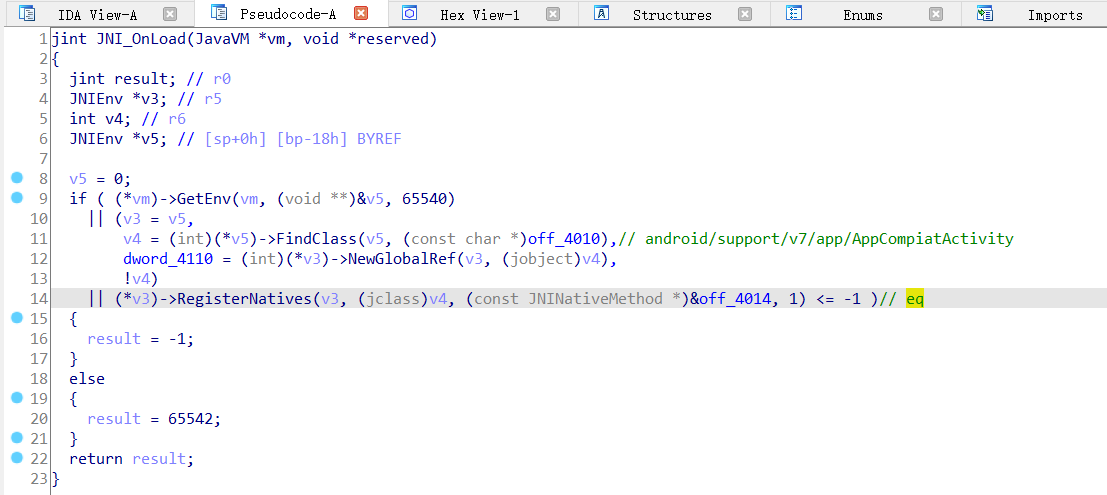 IDA View-A Pseudocode-A Hex View-1 Structures Enums Imports
1 jint JNI_OnLoad(JavaVM *vm, void *reserved)
2 {
3   jint result; // r0
4   JNIEnv *v3; // r5
5   int v4; // r6
6   JNIEnv *v5; // [sp+0h] [bp-18h] BYREF
7
8   v5 = 0;
9   if ( (*vm)->GetEnv(vm, (void **)&v5, 65540)
10     || (v3 = v5,
11         v4 = (int)(*v5)->FindClass(v5, (const char *)off_4010),// android/support/v7/app/AppCompiatActivity
12         dword_4110 = (int)(*v3)->NewGlobalRef(v3, (jobject)v4),
13         !v4)
14     || (*v3)->RegisterNatives(v3, (jclass)v4, (const JNINativeMethod *)&off_4014, 1) <= -1 )// eq
15   {
16     result = -1;
17   }
18   else
19   {
20     result = 65542;
21   }
22   return result;
23 }